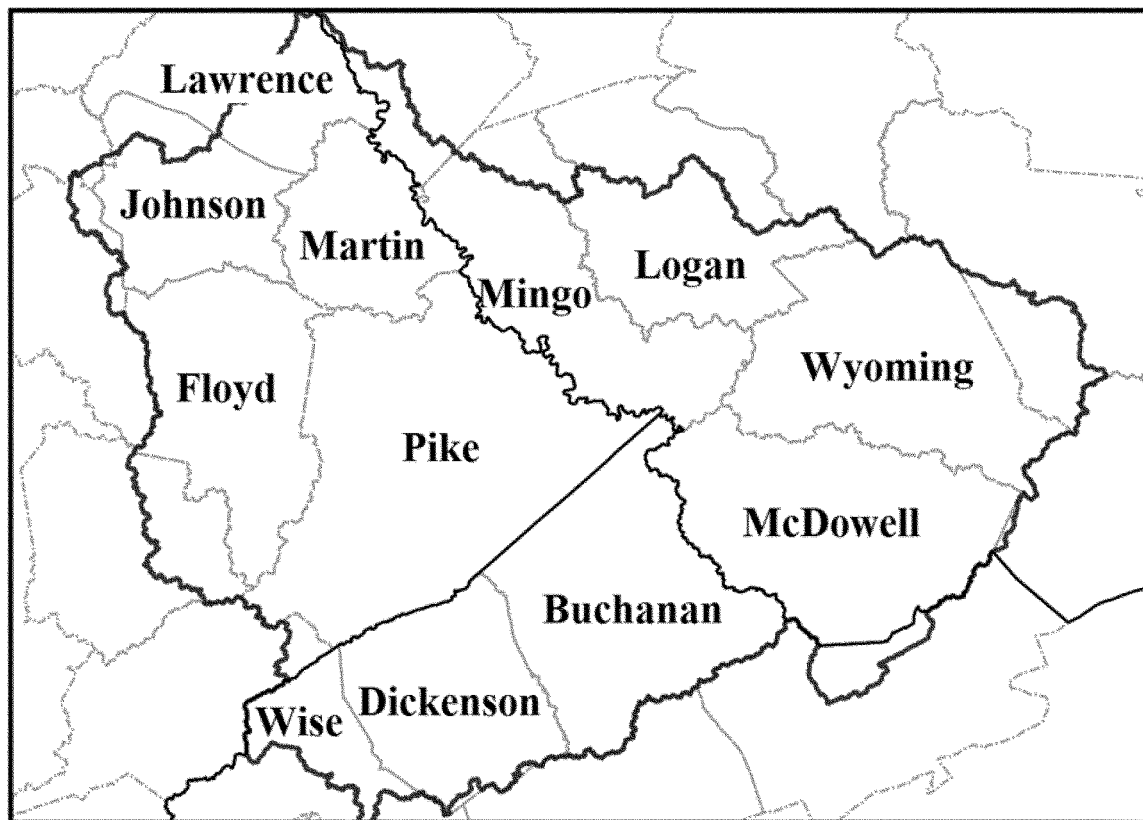 Lawrence
Johnson
Martin
Logan
Mingo
Wyoming
Floyd
Pike
McDowell
Buchanan
Dickenson
Wise